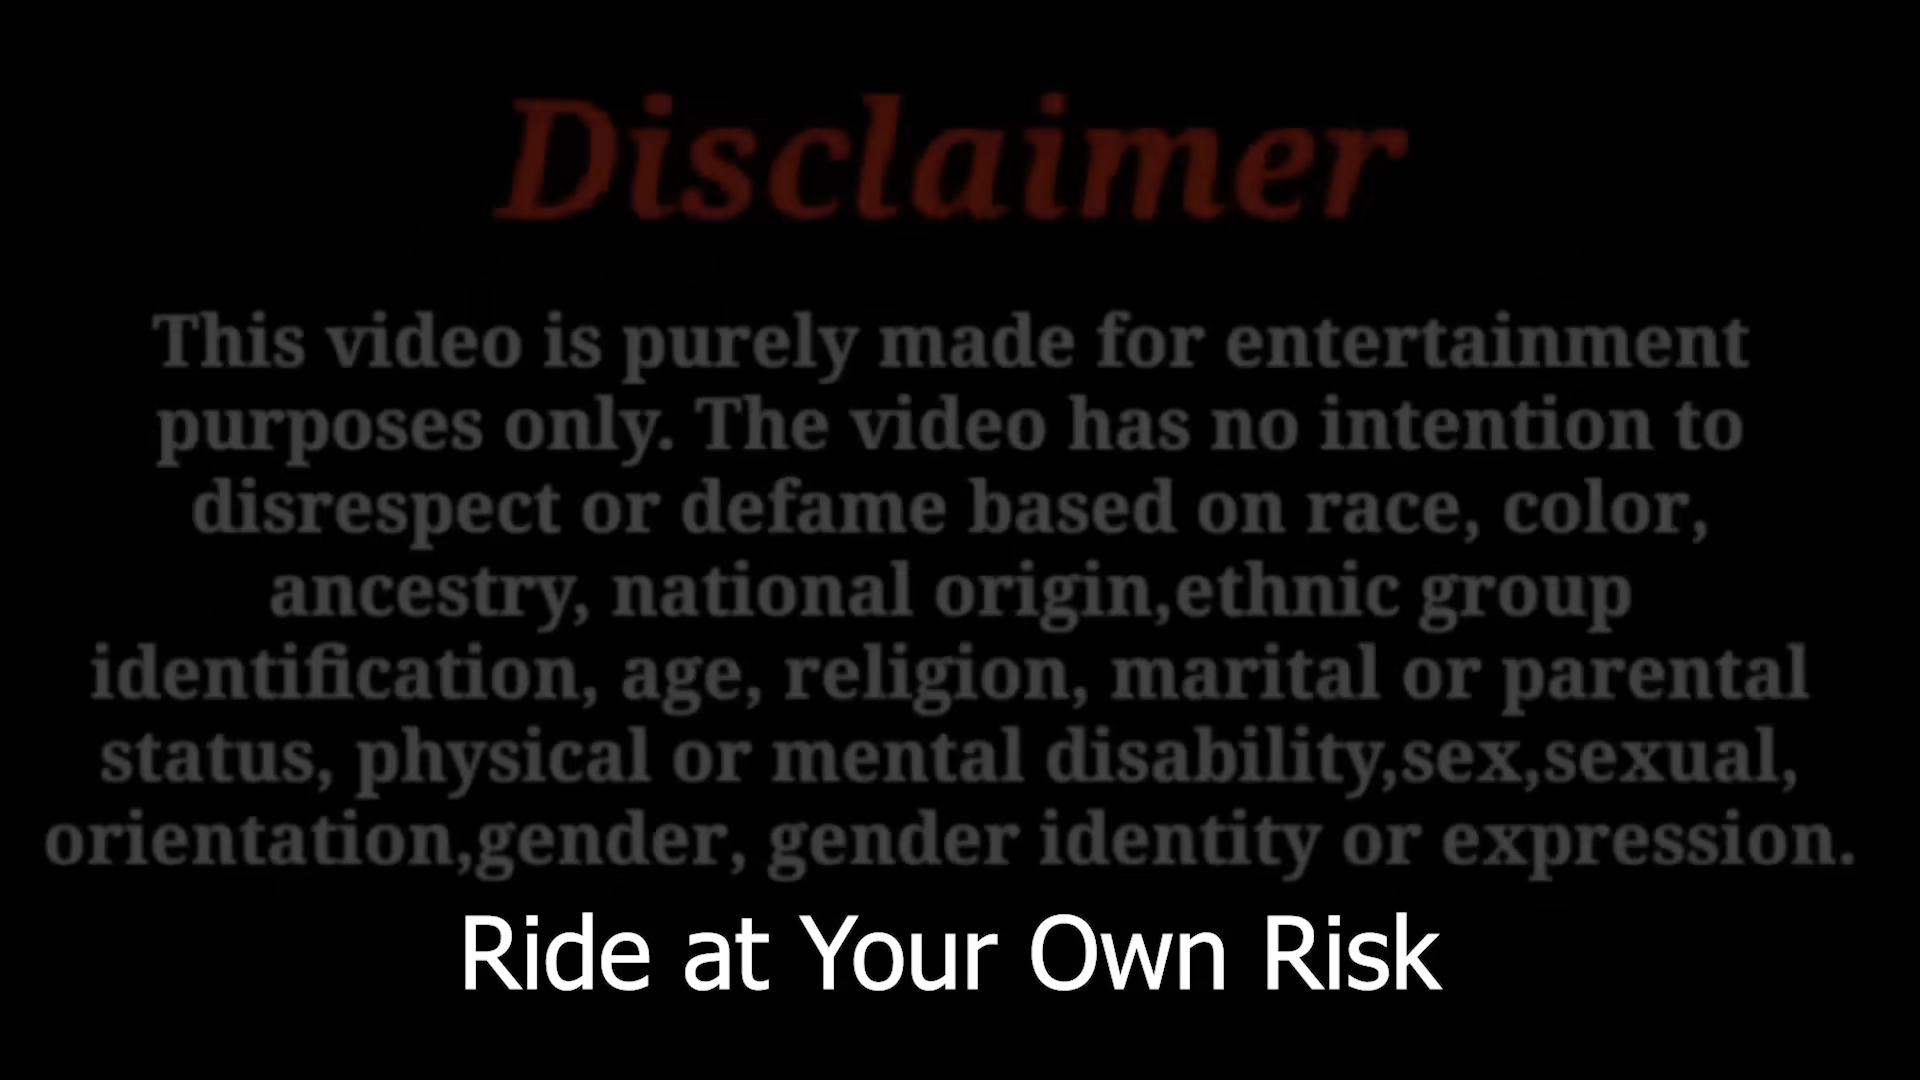 Disclaimer
This video is purely made for entertainment
purposes only. The video has no intention to
disrespect or defame based on race, color,
ancestry, national origin,ethnic group
identification, age, religion, marital or parental
status, physical or mental disability,sex,sexual,
orientation,gender, gender identity or expression.
Ride at Your Own Risk